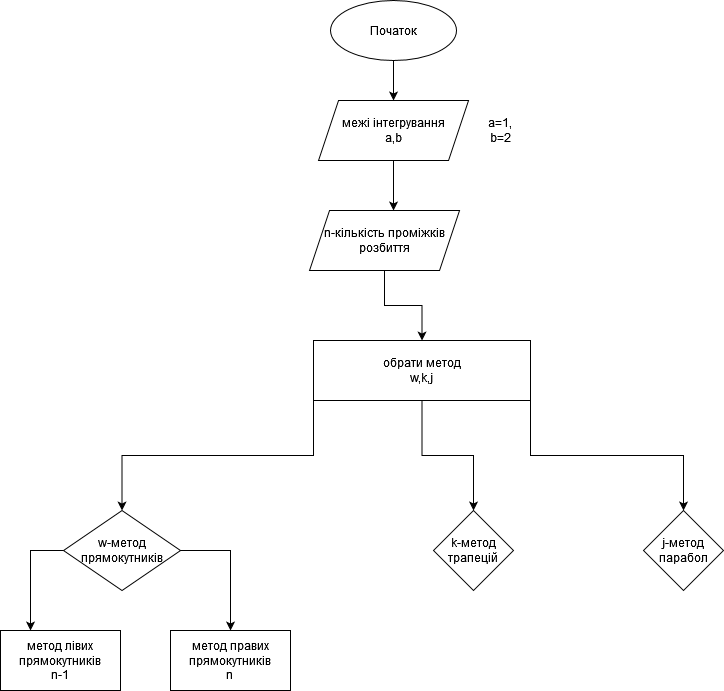 Початок
межі інтегрування
a,b
a=1,
b=2
n-кількість проміжків
розбиття
обрати метод
w,k,j
w-метод
прямокутників
k-метод
трапецій
j-метод
парабол
метод лівих
прямокутників
n-1
метод правих
прямокутників
n